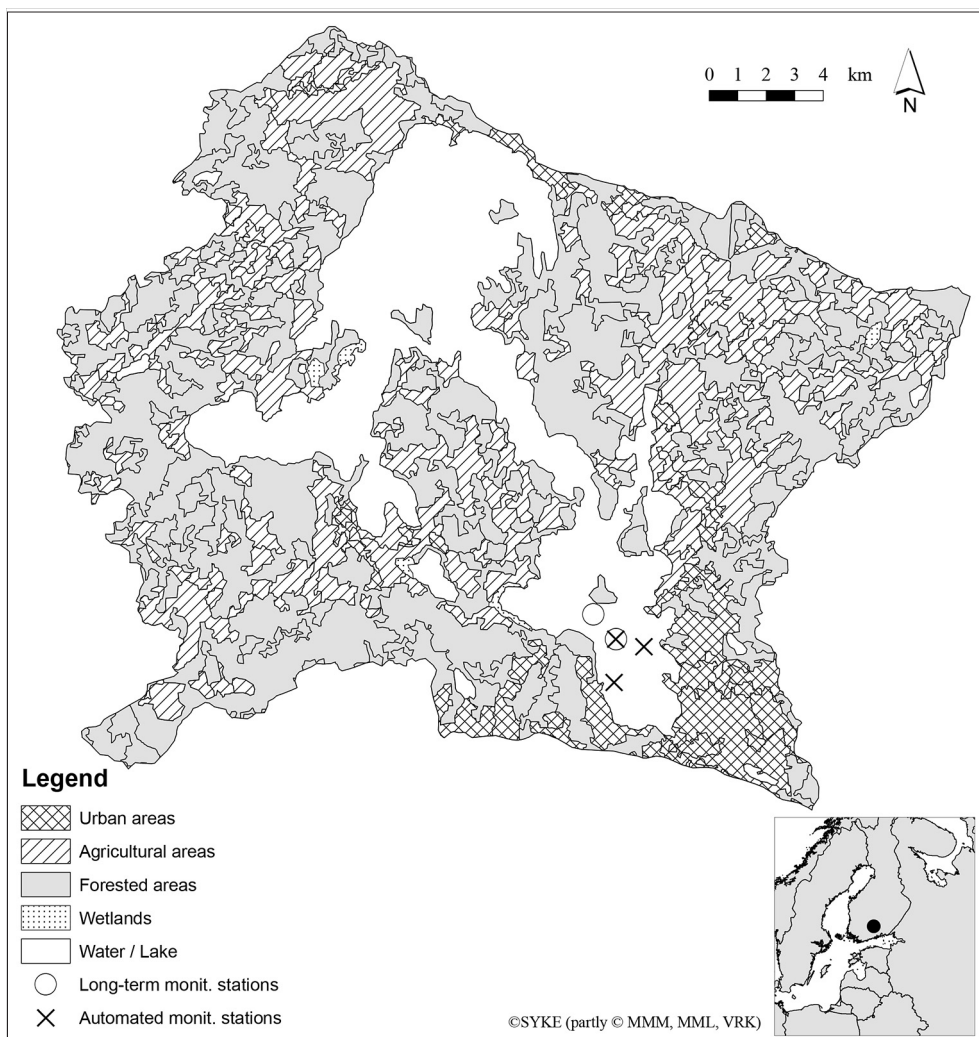 0 1 2 3 4 km
N
Legend
Urban areas
Agricultural areas
Forested areas
Wetlands
Water / Lake
Long-term monit. stations
Automated monit. stations
©SYKE (partly © MMM, MML, VRK)